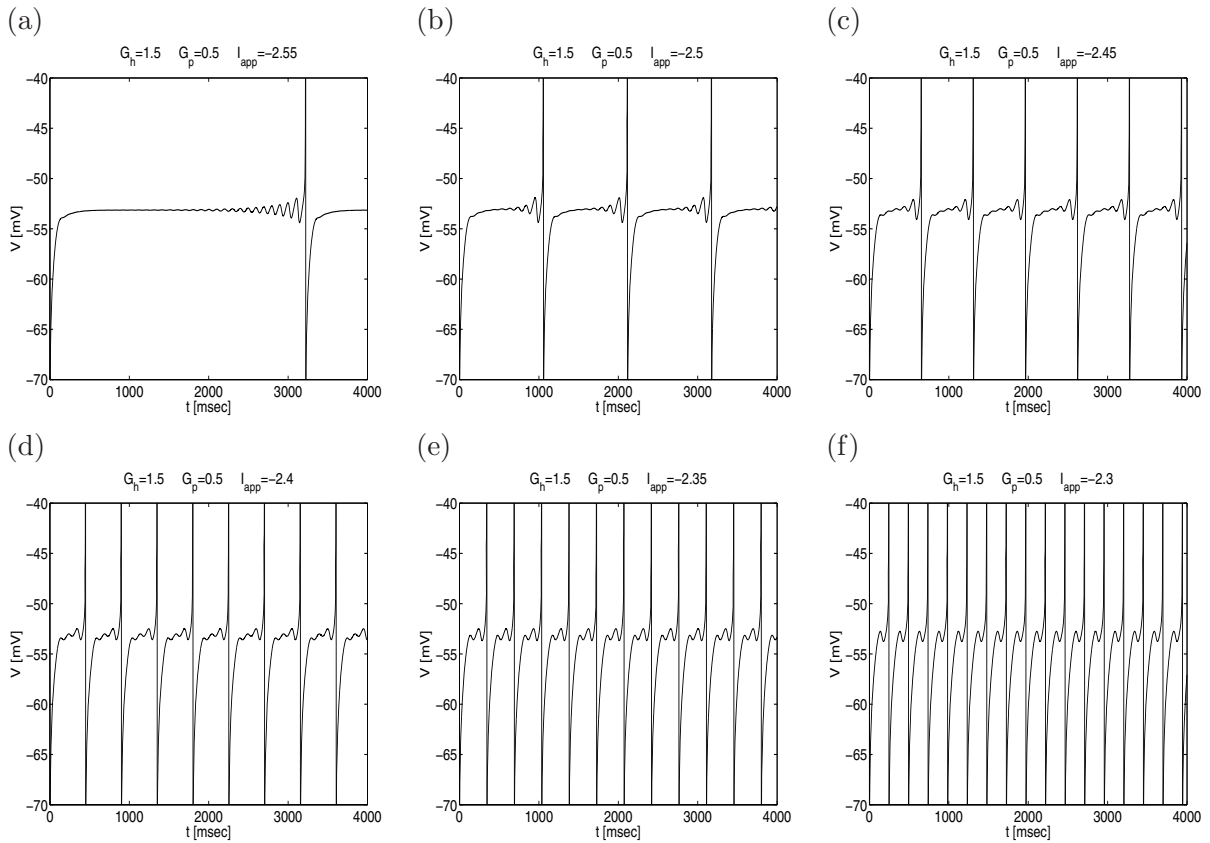 (a)
G_h=1.5 G_p=0.5 I_app=−2.55
−40
−45
−50
−55
−60
−65
−70
V [mV]
0 1000 2000 3000 4000
t [msec]
(b)
G_h=1.5 G_p=0.5 I_app=−2.5
−40
−45
−50
−55
−60
−65
−70
V [mV]
0 1000 2000 3000 4000
t [msec]
(c)
G_h=1.5 G_p=0.5 I_app=−2.45
−40
−45
−50
−55
−60
−65
−70
V [mV]
0 1000 2000 3000 4000
t [msec]
(d)
G_h=1.5 G_p=0.5 I_app=−2.4
−40
−45
−50
−55
−60
−65
−70
V [mV]
0 1000 2000 3000 4000
t [msec]
(e)
G_h=1.5 G_p=0.5 I_app=−2.35
−40
−45
−50
−55
−60
−65
−70
V [mV]
0 1000 2000 3000 4000
t [msec]
(f)
G_h=1.5 G_p=0.5 I_app=−2.3
−40
−45
−50
−55
−60
−65
−70
V [mV]
0 1000 2000 3000 4000
t [msec]